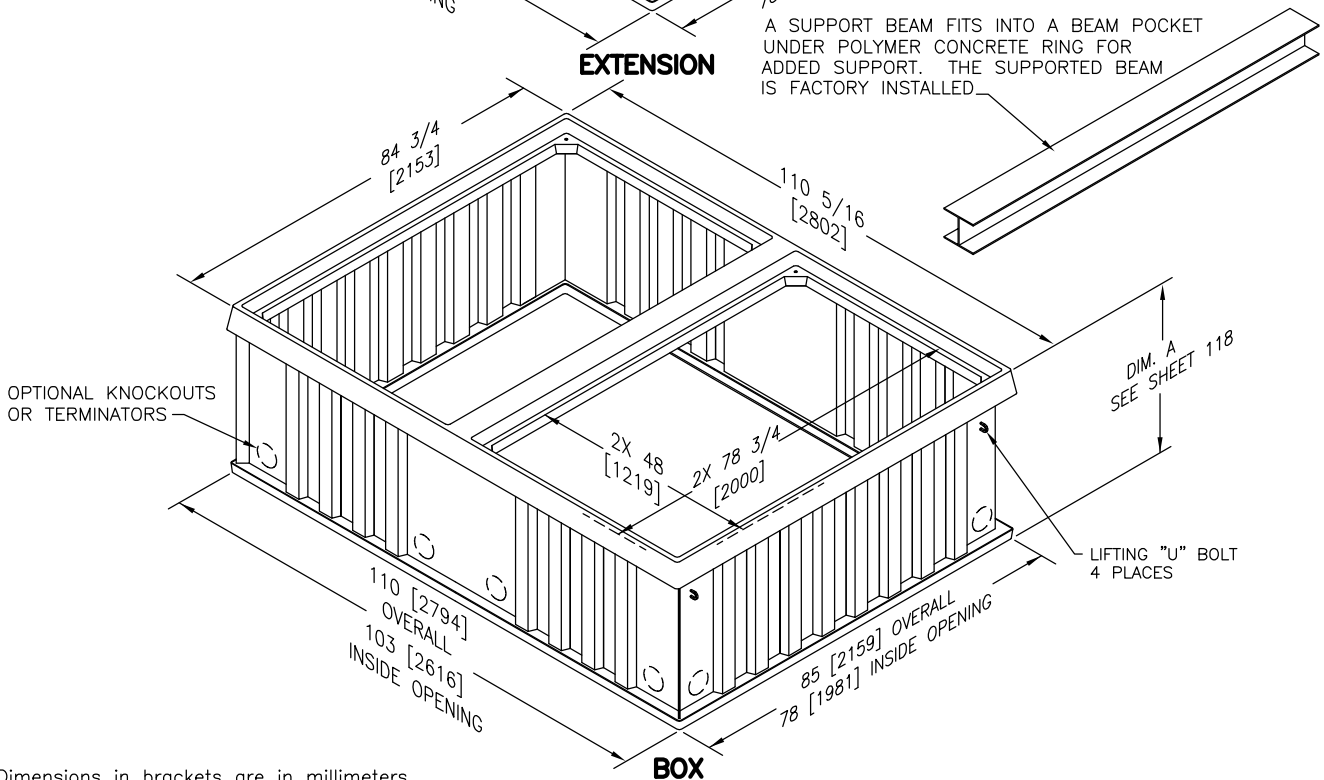 A SUPPORT BEAM FITS INTO A BEAM POCKET
UNDER POLYMER CONCRETE RING FOR
ADDED SUPPORT. THE SUPPORTED BEAM
IS FACTORY INSTALLED
EXTENSION
84 3/4
[2153]
110 5/16
[2802]
DIM. A
SEE SHEET 118
OPTIONAL KNOCKOUTS
OR TERMINATORS
2X 48
[1219]
2X 78 3/4
[2000]
LIFTING "U" BOLT
4 PLACES
110 [2794]
OVERALL
103 [2616]
INSIDE OPENING
85 [2159] OVERALL
78 [1981] INSIDE OPENING
BOX
Dimensions in brackets are in millimeters